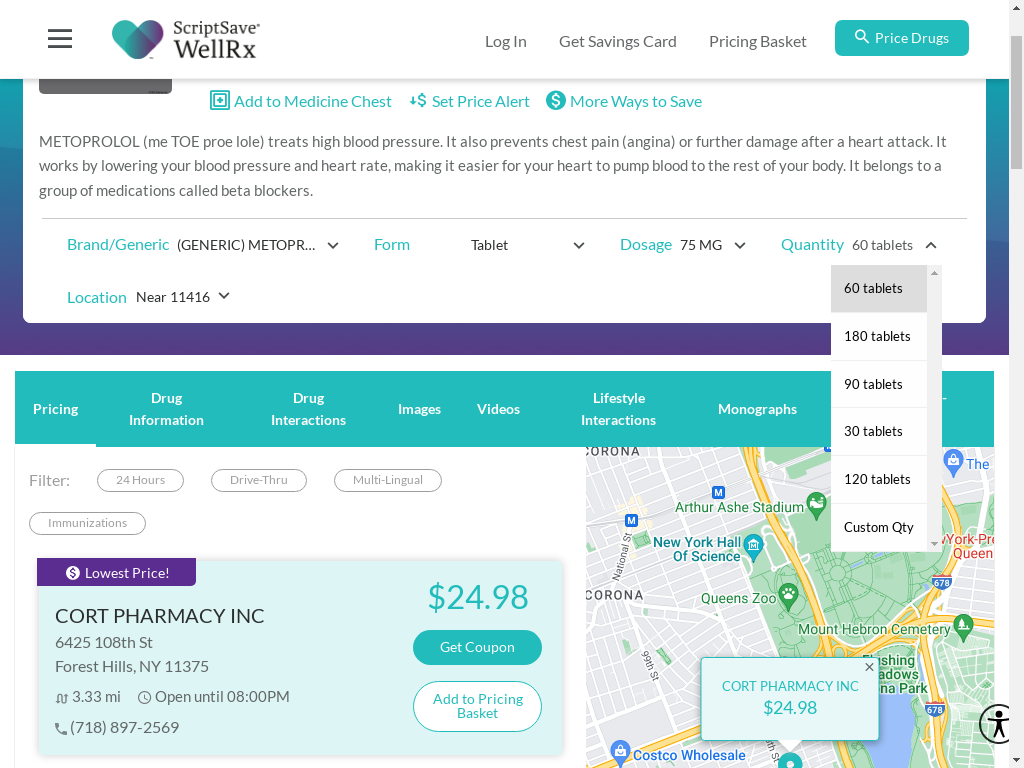 ScriptSave®
WellRx
Log In
Get Savings Card
Pricing Basket
Price Drugs
Add to Medicine Chest
Set Price Alert
More Ways to Save
METOPROLOL (me TOE proe lole) treats high blood pressure. It also prevents chest pain (angina) or further damage after a heart attack. It
works by lowering your blood pressure and heart rate, making it easier for your heart to pump blood to the rest of your body. It belongs to a
group of medications called beta blockers.
Brand/Generic (GENERIC) METOPR...
Form Tablet
Dosage 75 MG
Quantity 60 tablets
Location Near 11416
60 tablets
180 tablets
90 tablets
30 tablets
120 tablets
Custom Qty
Pricing
Drug
Information
Drug
Interactions
Images
Videos
Lifestyle
Interactions
Monographs
Filter:
24 Hours
Drive-Thru
Multi-Lingual
Immunizations
Lowest Price!
CORT PHARMACY INC
6425 108th St
Forest Hills, NY 11375
3.33 mi
Open until 08:00PM
(718) 897-2569
$24.98
Get Coupon
Add to Pricing
Basket
CORONA
The
M
Arthur Ashe Stadium
M
New York Hall
Of Science
National St
Queen
678
CORONA
Queens Zoo
Mount Hebron Cemetery
99th St
CORT PHARMACY INC
$24.98
678
678
Costco Wholesale